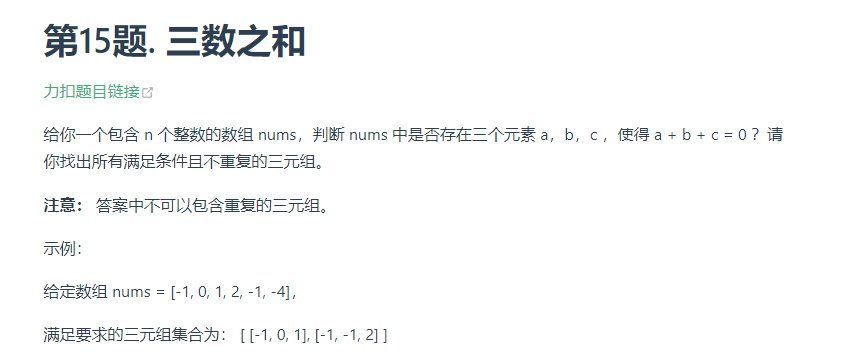 第15题. 三数之和
力扣题目链接
给你一个包含 n 个整数的数组 nums，判断 nums 中是否存在三个元素 a，b，c ，使得 a + b + c = 0 ？请
你找出所有满足条件且不重复的三元组。
注意： 答案中不可以包含重复的三元组。
示例：
给定数组 nums = [-1, 0, 1, 2, -1, -4]，
满足要求的三元组集合为： [ [-1, 0, 1], [-1, -1, 2] ]